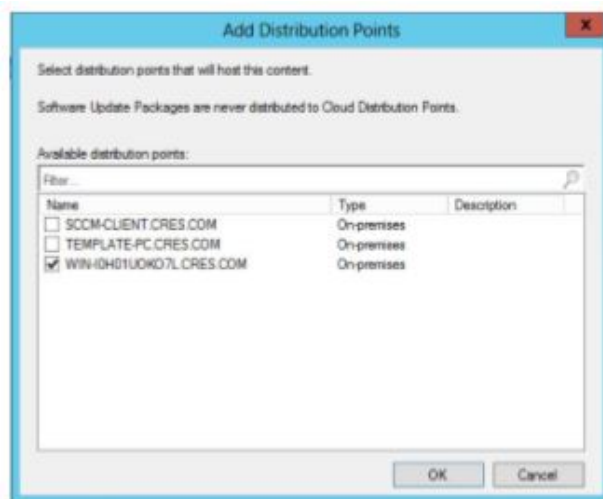 Add Distribution Points
X
Select distribution points that will host this content.
Software Update Packages are never distributed to Cloud Distribution Points.
Available distribution points:
Filter...
Name Type Description
SCCM-CLIENT.CRES.COM On-premises
TEMPLATE-PC.CRES.COM On-premises
WIN-I0H01UOKO7L.CRES.COM On-premises
OK Cancel